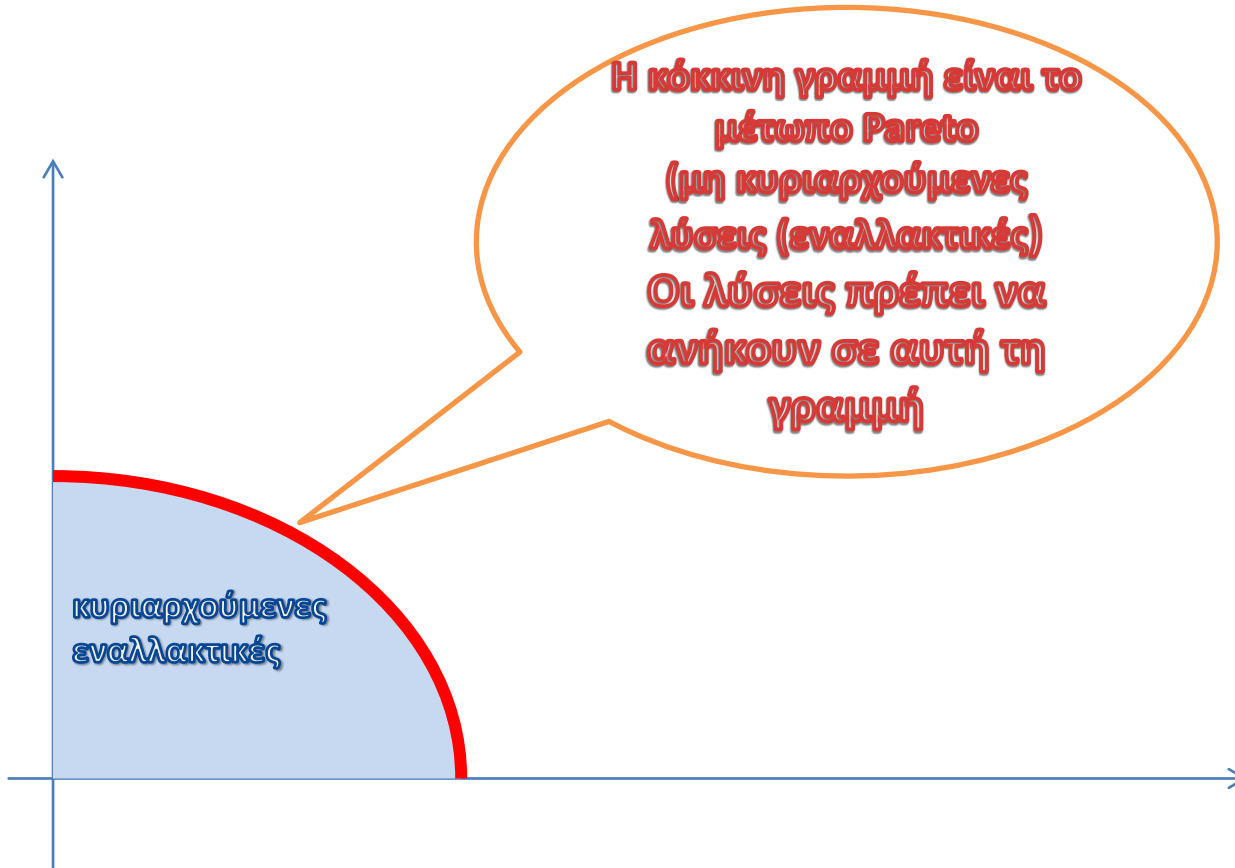 Η κόκκινη γραμμή είναι το
μέτωπο Pareto
(μη κυριαρχούμενες
λύσεις (εναλλακτικές)
Οι λύσεις πρέπει να
ανήκουν σε αυτή τη
γραμμή
κυριαρχούμενες
εναλλακτικές